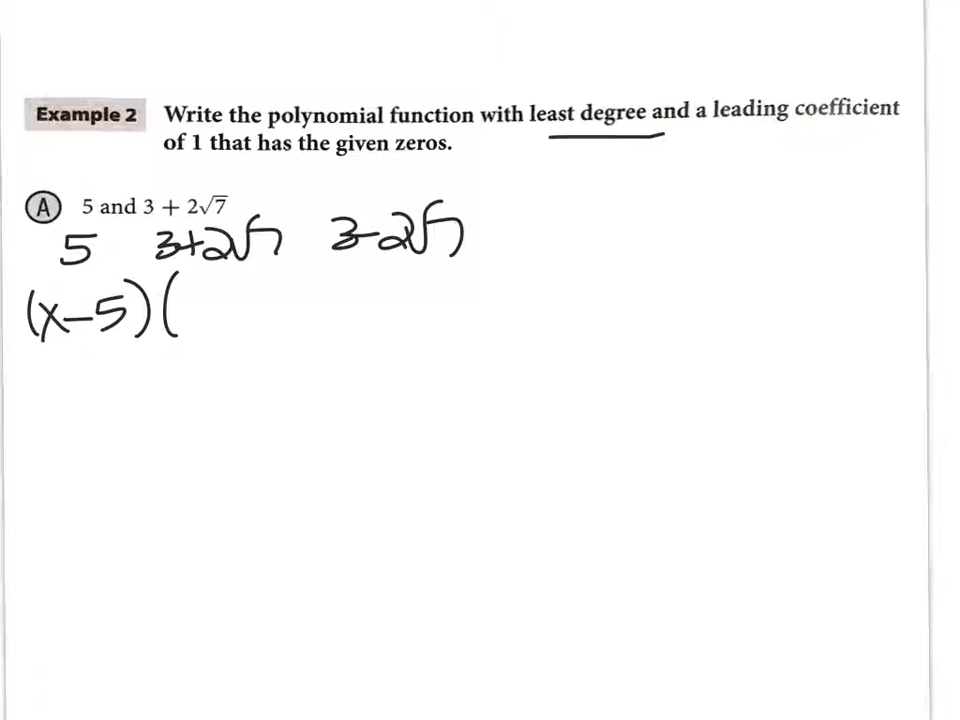 Example 2 Write the polynomial function with least degree and a leading coefficient
of 1 that has the given zeros.
A 5 and 3 + 2√7
5 3+2√7 3-2√7
(x-5)(